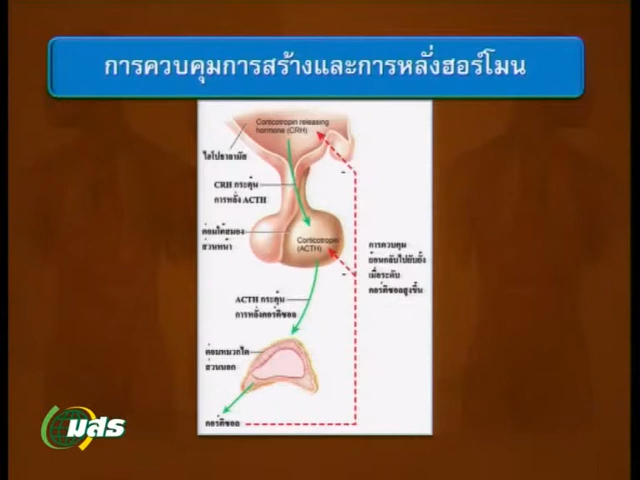 การควบคุมการสร้างและการหลั่งฮอร์โมน
Corticotropin releasing
hormone (CRH)
ไฮโปธาลามัส
CRH กระตุ้น
การหลั่ง ACTH
ต่อมใต้สมอง
ส่วนหน้า
Corticotropin
(ACTH)
การควบคุม
ย้อนกลับไปยับยั้ง
เมื่อระดับ
คอร์ติซอลสูงขึ้น
ACTH กระตุ้น
การหลั่งคอร์ติซอล
ต่อมหมวกไต
ส่วนนอก
คอร์ติซอล
มสธ